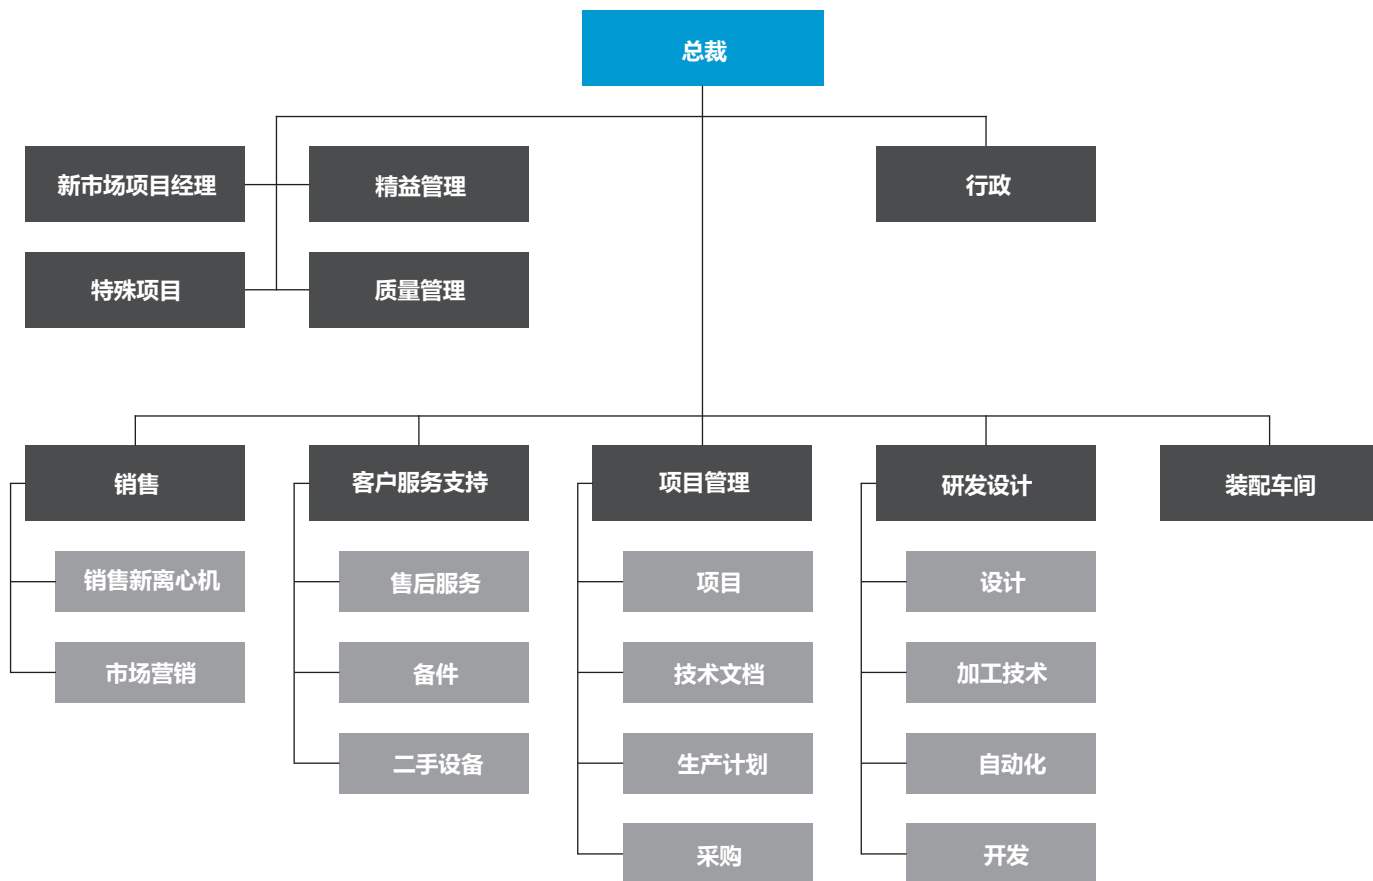 总裁
新市场项目经理
精益管理
行政
特殊项目
质量管理
销售
客户服务支持
项目管理
研发设计
装配车间
销售新离心机
售后服务
项目
设计
市场营销
备件
技术文档
加工技术
二手设备
生产计划
自动化
采购
开发